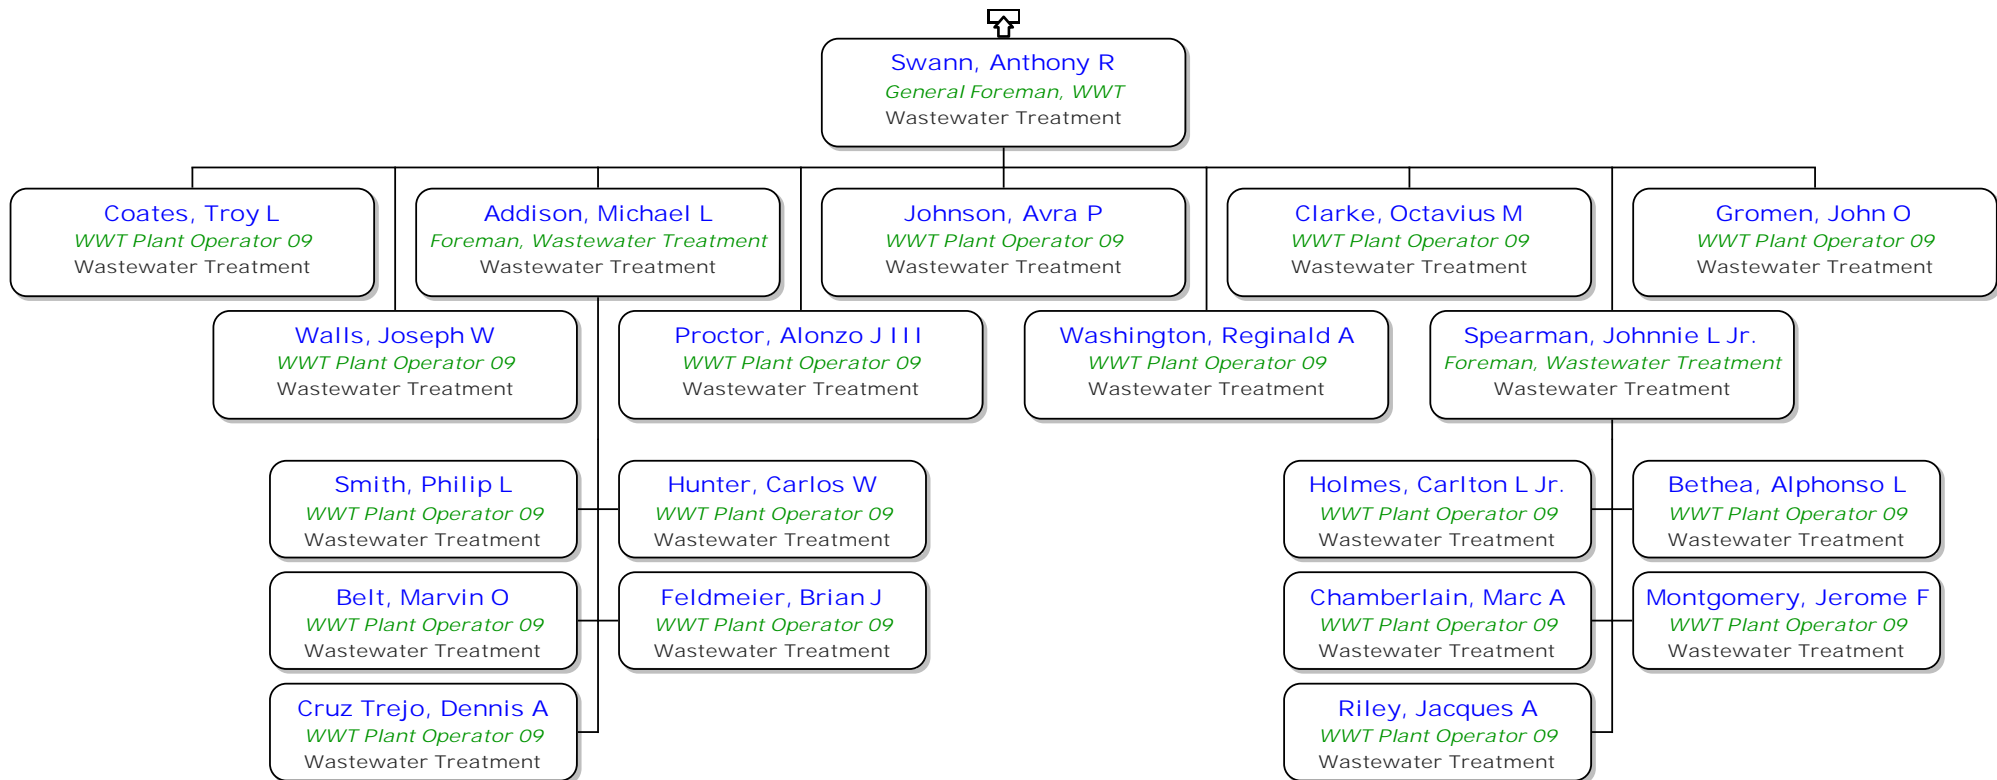 Swann, Anthony R
General Foreman, WWT
Wastewater Treatment
Coates, Troy L
WWT Plant Operator 09
Wastewater Treatment
Addison, Michael L
Foreman, Wastewater Treatment
Wastewater Treatment
Johnson, Avra P
WWT Plant Operator 09
Wastewater Treatment
Clarke, Octavius M
WWT Plant Operator 09
Wastewater Treatment
Gromen, John O
WWT Plant Operator 09
Wastewater Treatment
Walls, Joseph W
WWT Plant Operator 09
Wastewater Treatment
Proctor, Alonzo J III
WWT Plant Operator 09
Wastewater Treatment
Washington, Reginald A
WWT Plant Operator 09
Wastewater Treatment
Spearman, Johnnie L Jr.
Foreman, Wastewater Treatment
Wastewater Treatment
Smith, Philip L
WWT Plant Operator 09
Wastewater Treatment
Hunter, Carlos W
WWT Plant Operator 09
Wastewater Treatment
Holmes, Carlton L Jr.
WWT Plant Operator 09
Wastewater Treatment
Bethea, Alphonso L
WWT Plant Operator 09
Wastewater Treatment
Belt, Marvin O
WWT Plant Operator 09
Wastewater Treatment
Feldmeier, Brian J
WWT Plant Operator 09
Wastewater Treatment
Chamberlain, Marc A
WWT Plant Operator 09
Wastewater Treatment
Montgomery, Jerome F
WWT Plant Operator 09
Wastewater Treatment
Cruz Trejo, Dennis A
WWT Plant Operator 09
Wastewater Treatment
Riley, Jacques A
WWT Plant Operator 09
Wastewater Treatment